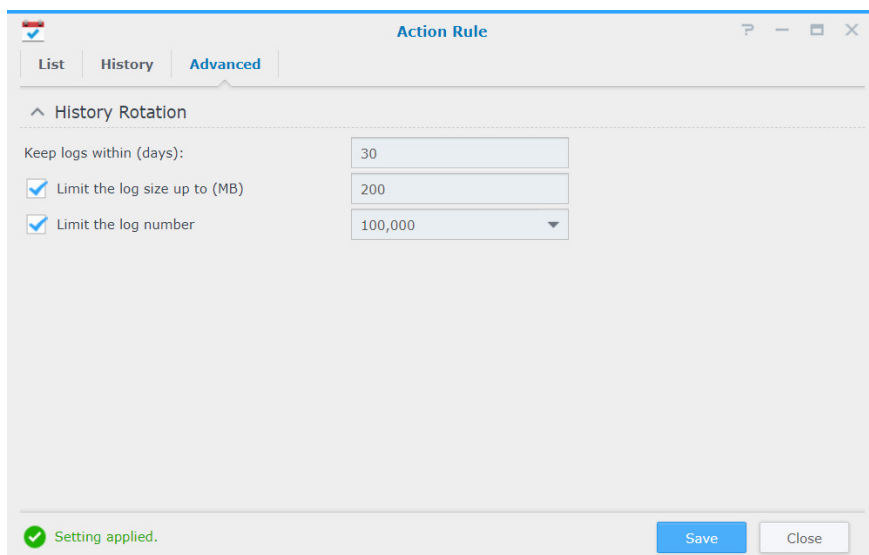 Action Rule
List History Advanced
History Rotation
Keep logs within (days): 30
Limit the log size up to (MB) 200
Limit the log number 100,000
Setting applied. Save Close